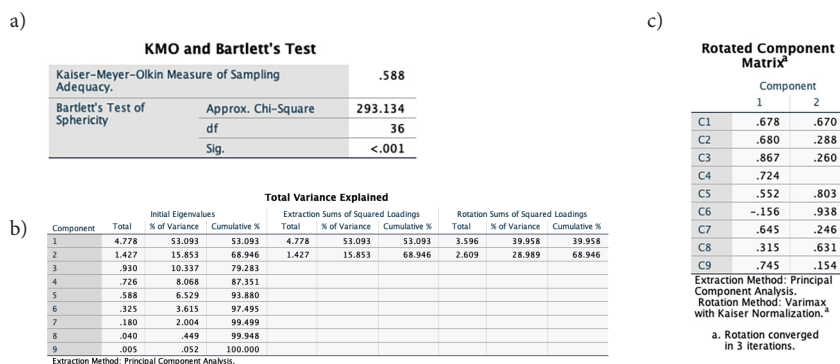 a)
KMO and Bartlett's Test
Kaiser-Meyer-Olkin Measure of Sampling Adequacy. .588
Bartlett's Test of Sphericity Approx. Chi-Square 293.134
df 36
Sig. <.001
b)
Total Variance Explained
Initial Eigenvalues Extraction Sums of Squared Loadings Rotation Sums of Squared Loadings
Component Total % of Variance Cumulative % Total % of Variance Cumulative % Total % of Variance Cumulative %
1 4.778 53.093 53.093 4.778 53.093 53.093 3.596 39.958 39.958
2 1.427 15.853 68.946 1.427 15.853 68.946 2.609 28.989 68.946
3 .930 10.337 79.283
4 .726 8.068 87.351
5 .588 6.529 93.880
6 .325 3.615 97.495
7 .180 2.004 99.499
8 .040 .449 99.948
9 .005 .052 100.000
Extraction Method: Principal Component Analysis.
c)
Rotated Component
Matrixa
Component
1 2
C1 .678 .670
C2 .680 .288
C3 .867 .260
C4 .724
C5 .552 .803
C6 -.156 .938
C7 .645 .246
C8 .315 .631
C9 .745 .154
Extraction Method: Principal
Component Analysis.
Rotation Method: Varimax
with Kaiser Normalization.a
a. Rotation converged
in 3 iterations.